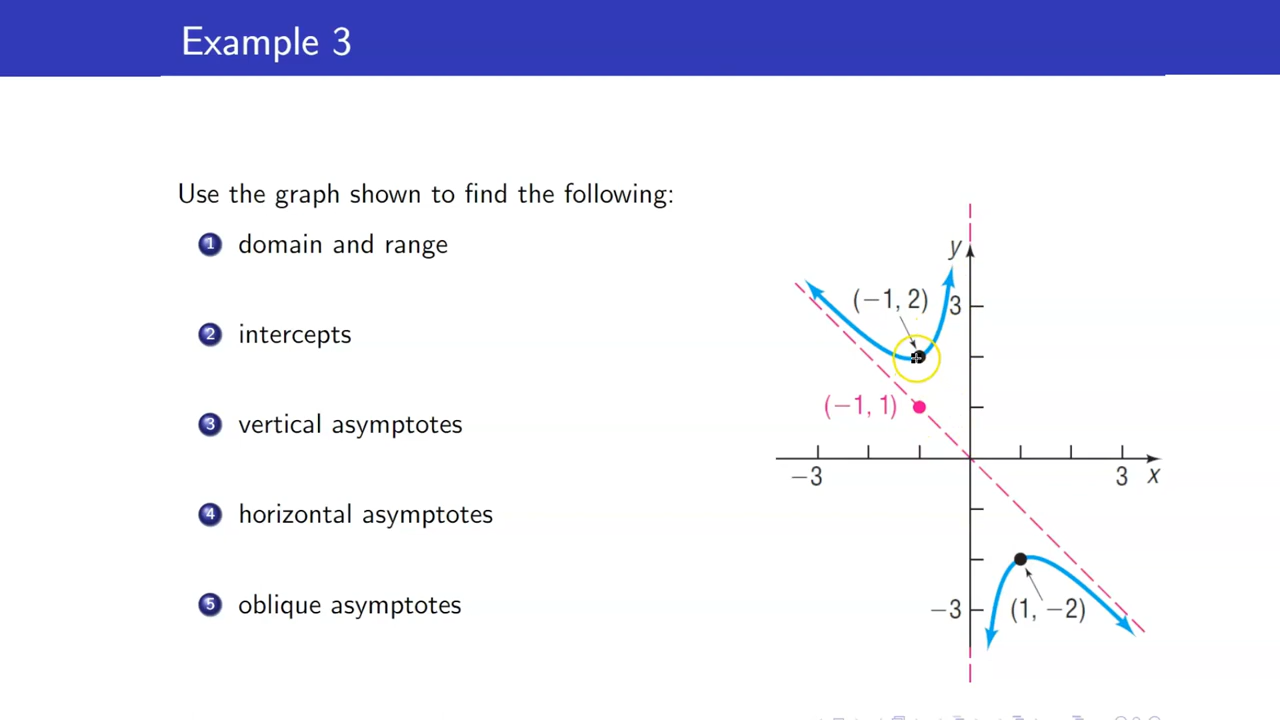 Example 3
Use the graph shown to find the following:
1 domain and range
2 intercepts
3 vertical asymptotes
4 horizontal asymptotes
5 oblique asymptotes
y
(−1, 2)
3
(−1, 1)
−3
3
x
−3
(1, −2)